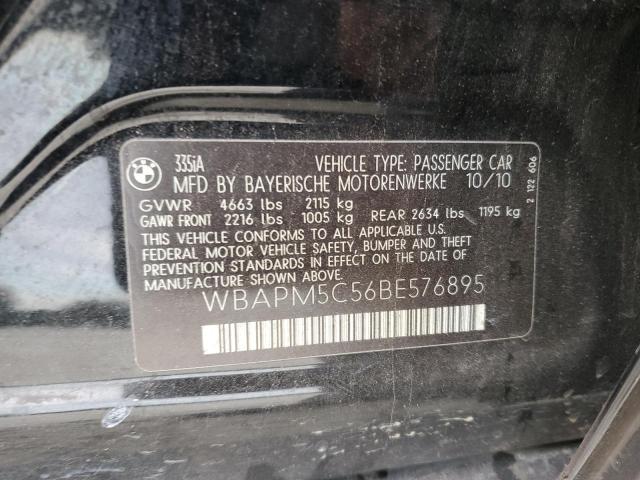 BMW
335iA VEHICLE TYPE: PASSENGER CAR
MFD BY BAYERISCHE MOTORENWERKE 10/10
GVWR 4663 lbs 2115 kg
GAWR FRONT 2216 lbs 1005 kg REAR 2634 lbs 1195 kg
THIS VEHICLE CONFORMS TO ALL APPLICABLE U.S.
FEDERAL MOTOR VEHICLE SAFETY, BUMPER AND THEFT
PREVENTION STANDARDS IN EFFECT ON THE DATE OF
MANUFACTURE SHOWN ABOVE.
WBAPM5C56BE576895
2 122 606